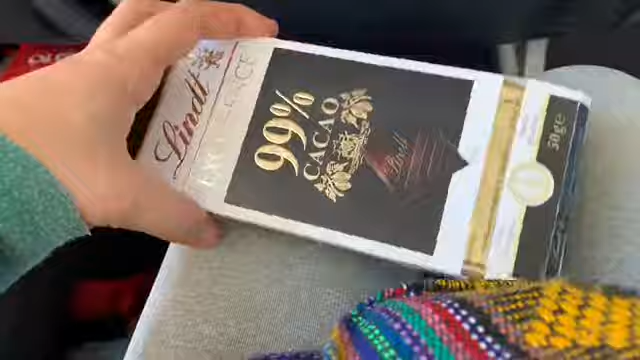 Lindt
EXCELLENCE
99%
CACAO
Lindt
50g e